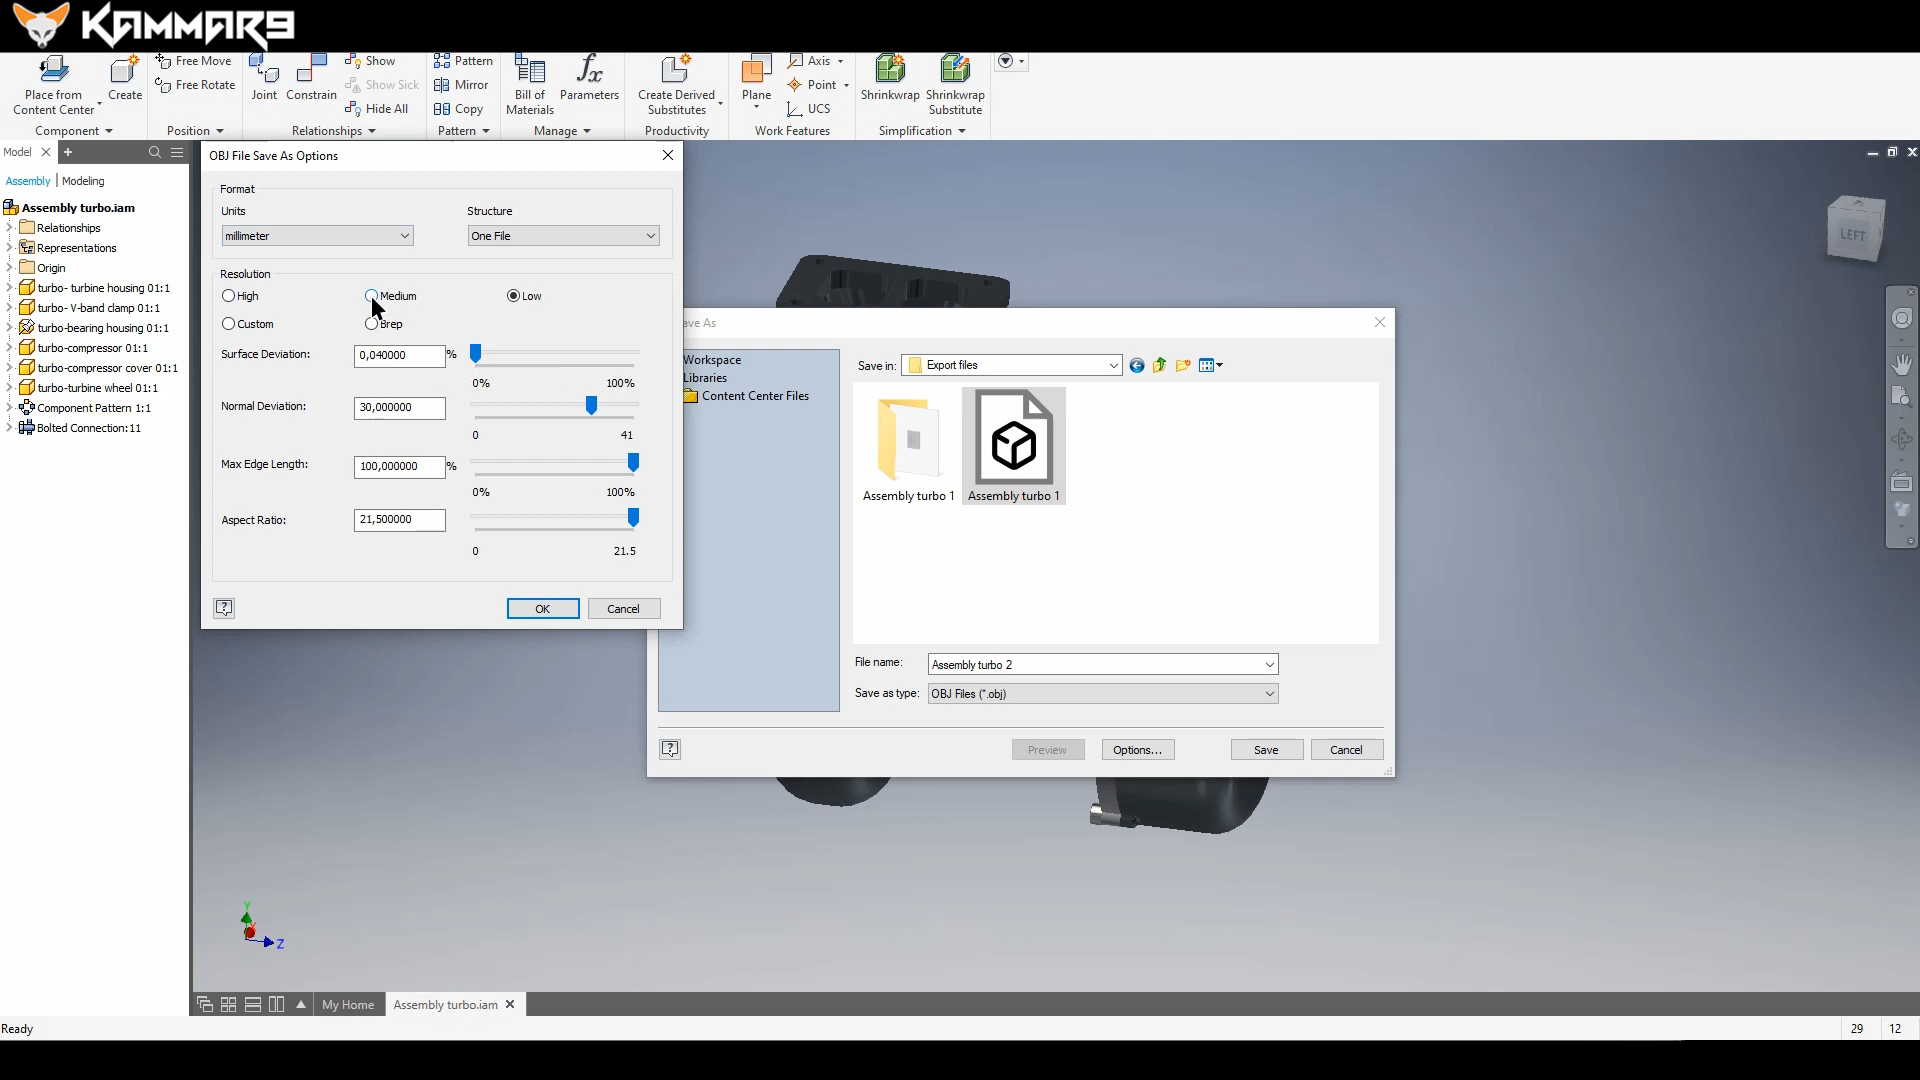 KAMMAR9
Place from
Content Center
Create
Component
Free Move
Free Rotate
Position
Joint
Constrain
Show
Show Sick
Hide All
Relationships
Pattern
Mirror
Copy
Pattern
Bill of
Materials
fx
Parameters
Manage
Create Derived
Substitutes
Productivity
Plane
Axis
Point
UCS
Work Features
Shrinkwrap
Shrinkwrap
Substitute
Simplification
Model
Assembly | Modeling
Assembly turbo.iam
Relationships
Representations
Origin
turbo- turbine housing 01:1
turbo- V-band clamp 01:1
turbo-bearing housing 01:1
turbo-compressor 01:1
turbo-compressor cover 01:1
turbo-turbine wheel 01:1
Component Pattern 1:1
Bolted Connection:11
OBJ File Save As Options
Format
Units
Structure
millimeter
One File
Resolution
High
Medium
Low
Custom
Brep
Surface Deviation:
0,040000
%
0%
100%
Normal Deviation:
30,000000
0
41
Max Edge Length:
100,000000
%
0%
100%
Aspect Ratio:
21,500000
0
21.5
?
OK
Cancel
ave As
Workspace
Libraries
Content Center Files
Save in:
Export files
Assembly turbo 1
Assembly turbo 1
File name:
Assembly turbo 2
Save as type:
OBJ Files (*.obj)
?
Preview
Options...
Save
Cancel
LEFT
Y
Z
My Home
Assembly turbo.iam
Ready
29
12